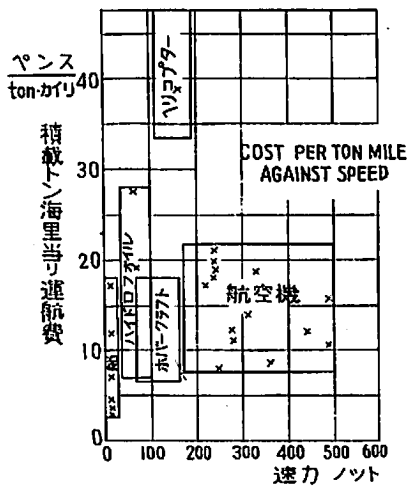 ペンス
ton-カイリ
積載トン海里当り運航費
40
30
20
10
0
COST PER TON MILE
AGAINST SPEED
ヘリコプター
船
ハイドロフォイル
ホバークラフト
航空機
0 100 200 300 400 500 600
速力 ノット